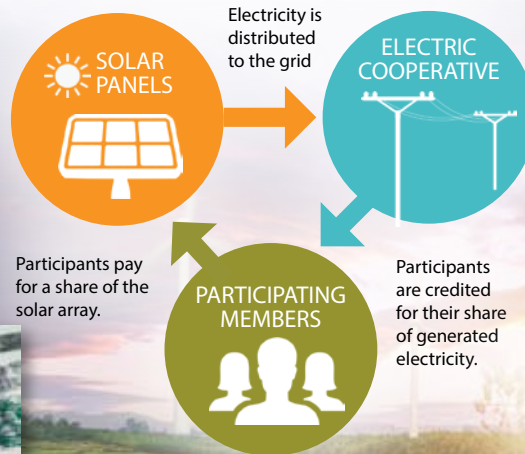 Electricity is
distributed
to the grid
SOLAR
PANELS
ELECTRIC
COOPERATIVE
Participants pay
for a share of the
solar array.
PARTICIPATING
MEMBERS
Participants
are credited
for their share
of generated
electricity.